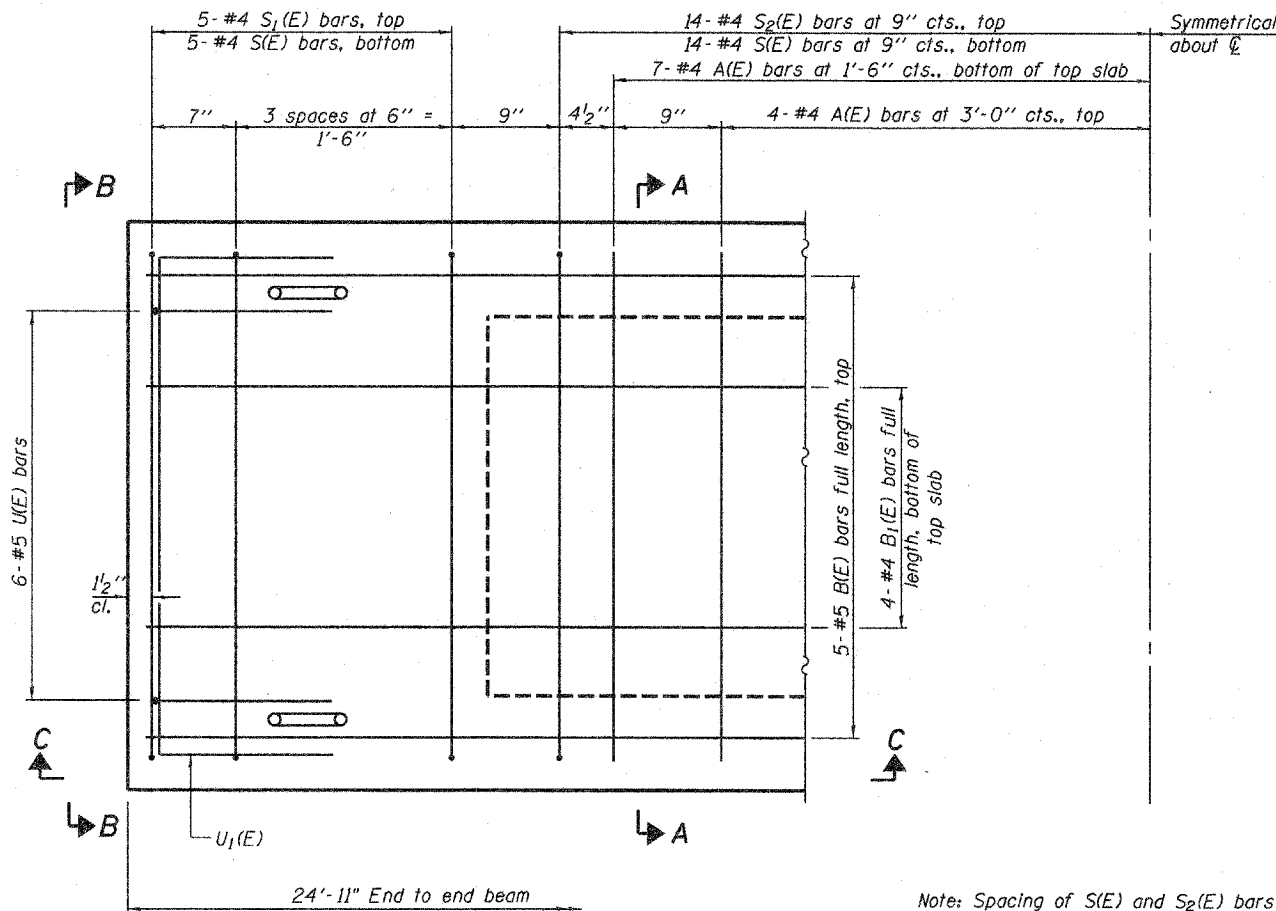 5- #4 S₁(E) bars, top
5- #4 S(E) bars, bottom
14- #4 S₂(E) bars at 9" cts., top
14- #4 S(E) bars at 9" cts., bottom
Symmetrical
about ℄
7- #4 A(E) bars at 1'-6" cts., bottom of top slab
7"
3 spaces at 6" =
1'-6"
9"
4½"
9"
4- #4 A(E) bars at 3'-0" cts., top
B
A
6- #5 U(E) bars
1½"
cl.
5- #5 B(E) bars full length, top
4- #4 B₁(E) bars full
length, bottom of
top slab
C
C
B
A
U₁(E)
24'-11" End to end beam
Note: Spacing of S(E) and S₂(E) bars